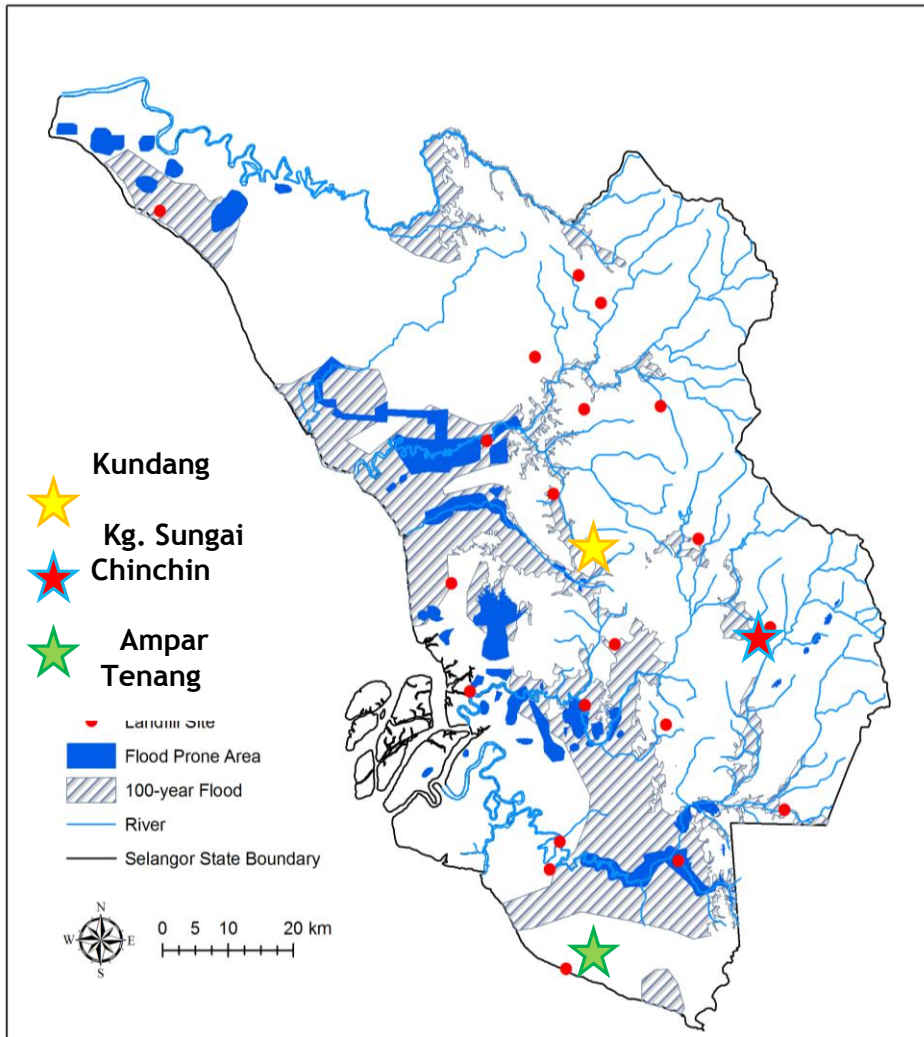 Kundang
Kg. Sungai
Chinchin
Ampar
Tenang
Landfill Site
Flood Prone Area
100-year Flood
River
Selangor State Boundary
N
W E
S
0 5 10 20 km